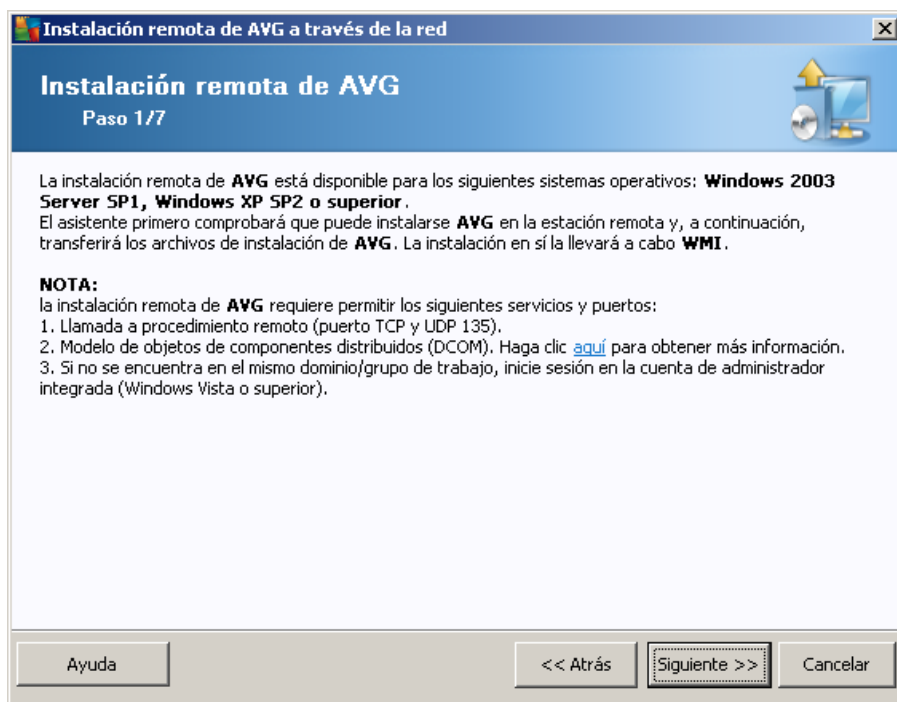 Instalación remota de AVG a través de la red
Instalación remota de AVG
Paso 1/7
La instalación remota de AVG está disponible para los siguientes sistemas operativos: Windows 2003
Server SP1, Windows XP SP2 o superior.
El asistente primero comprobará que puede instalarse AVG en la estación remota y, a continuación,
transferirá los archivos de instalación de AVG. La instalación en sí la llevará a cabo WMI.
NOTA:
la instalación remota de AVG requiere permitir los siguientes servicios y puertos:
1. Llamada a procedimiento remoto (puerto TCP y UDP 135).
2. Modelo de objetos de componentes distribuidos (DCOM). Haga clic aquí para obtener más información.
3. Si no se encuentra en el mismo dominio/grupo de trabajo, inicie sesión en la cuenta de administrador
integrada (Windows Vista o superior).
Ayuda
<< Atrás
Siguiente >>
Cancelar